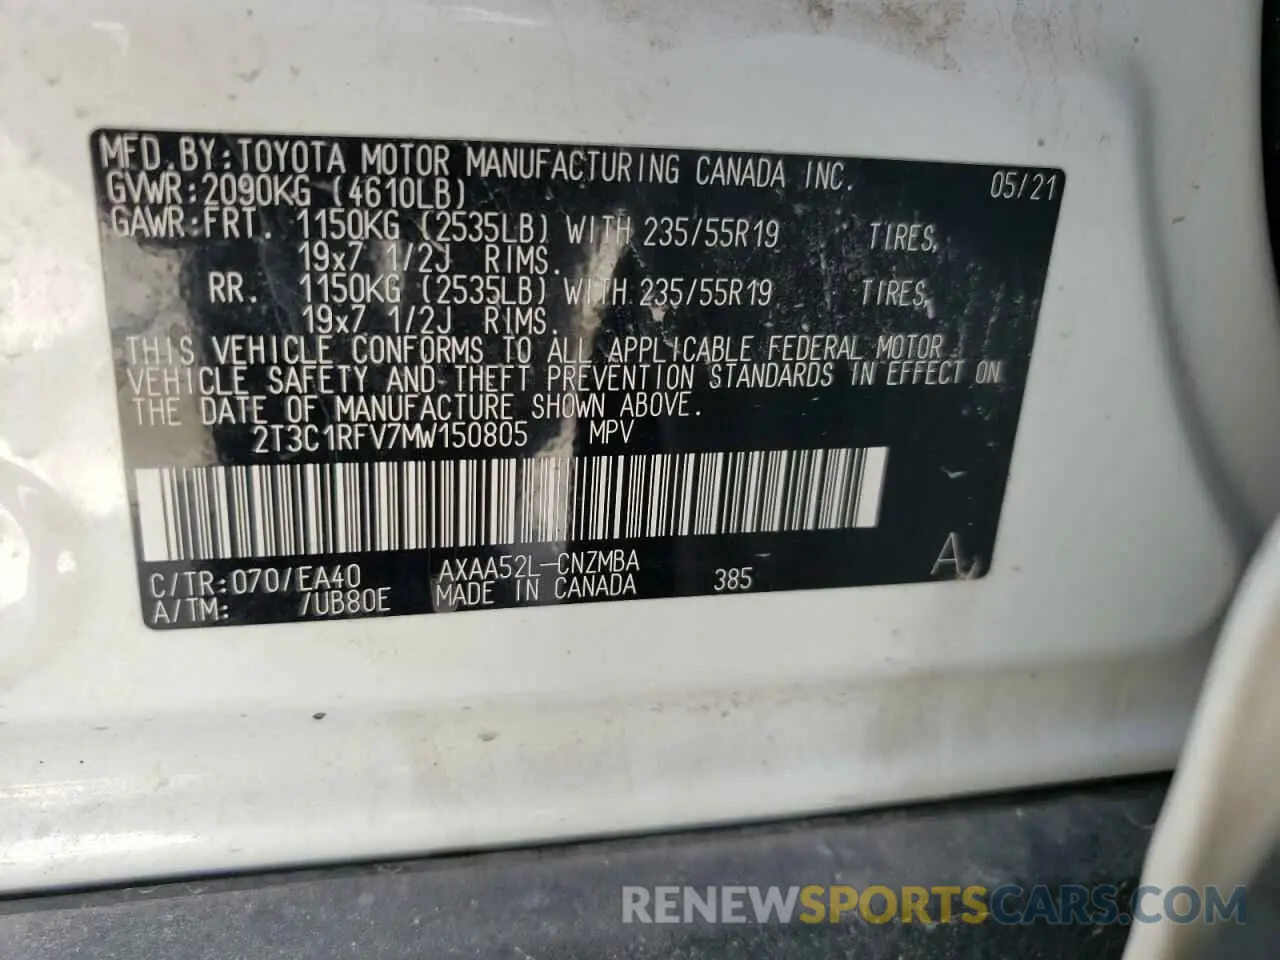 MFD.BY:TOYOTA MOTOR MANUFACTURING CANADA INC. 05/21
GVWR:2090KG (4610LB)
GAWR:FRT. 1150KG (2535LB) WITH 235/55R19 TIRES,
19x7 1/2J RIMS.
RR. 1150KG (2535LB) WITH 235/55R19 TIRES,
19x7 1/2J RIMS.
THIS VEHICLE CONFORMS TO ALL APPLICABLE FEDERAL MOTOR
VEHICLE SAFETY AND THEFT PREVENTION STANDARDS IN EFFECT ON
THE DATE OF MANUFACTURE SHOWN ABOVE.
2T3C1RFV7MW150805 MPV
C/TR:070/EA40 AXAA52L-CNZMBA 385 A
A/TM: /UB80E MADE IN CANADA
RENEWSPORTSCARS.COM